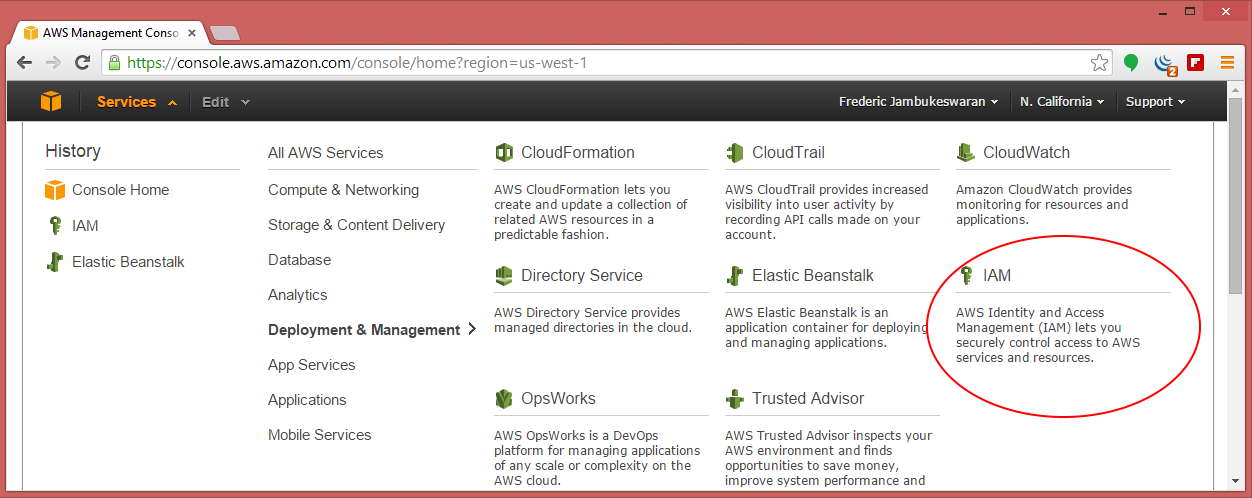 AWS Management Conso
https://console.aws.amazon.com/console/home?region=us-west-1
2
Services
Edit
Frederic Jambukeswaran
N. California
Support
History
Console Home
IAM
Elastic Beanstalk
All AWS Services
Compute & Networking
Storage & Content Delivery
Database
Analytics
Deployment & Management
App Services
Applications
Mobile Services
CloudFormation
AWS CloudFormation lets you
create and update a collection of
related AWS resources in a
predictable fashion.
CloudTrail
AWS CloudTrail provides increased
visibility into user activity by
recording API calls made on your
account.
CloudWatch
Amazon CloudWatch provides
monitoring for resources and
applications.
Directory Service
AWS Directory Service provides
managed directories in the cloud.
Elastic Beanstalk
AWS Elastic Beanstalk is an
application container for deploying
and managing applications.
IAM
AWS Identity and Access
Management (IAM) lets you
securely control access to AWS
services and resources.
OpsWorks
AWS OpsWorks is a DevOps
platform for managing applications
of any scale or complexity on the
AWS cloud.
Trusted Advisor
AWS Trusted Advisor inspects your
AWS environment and finds
opportunities to save money,
improve system performance and